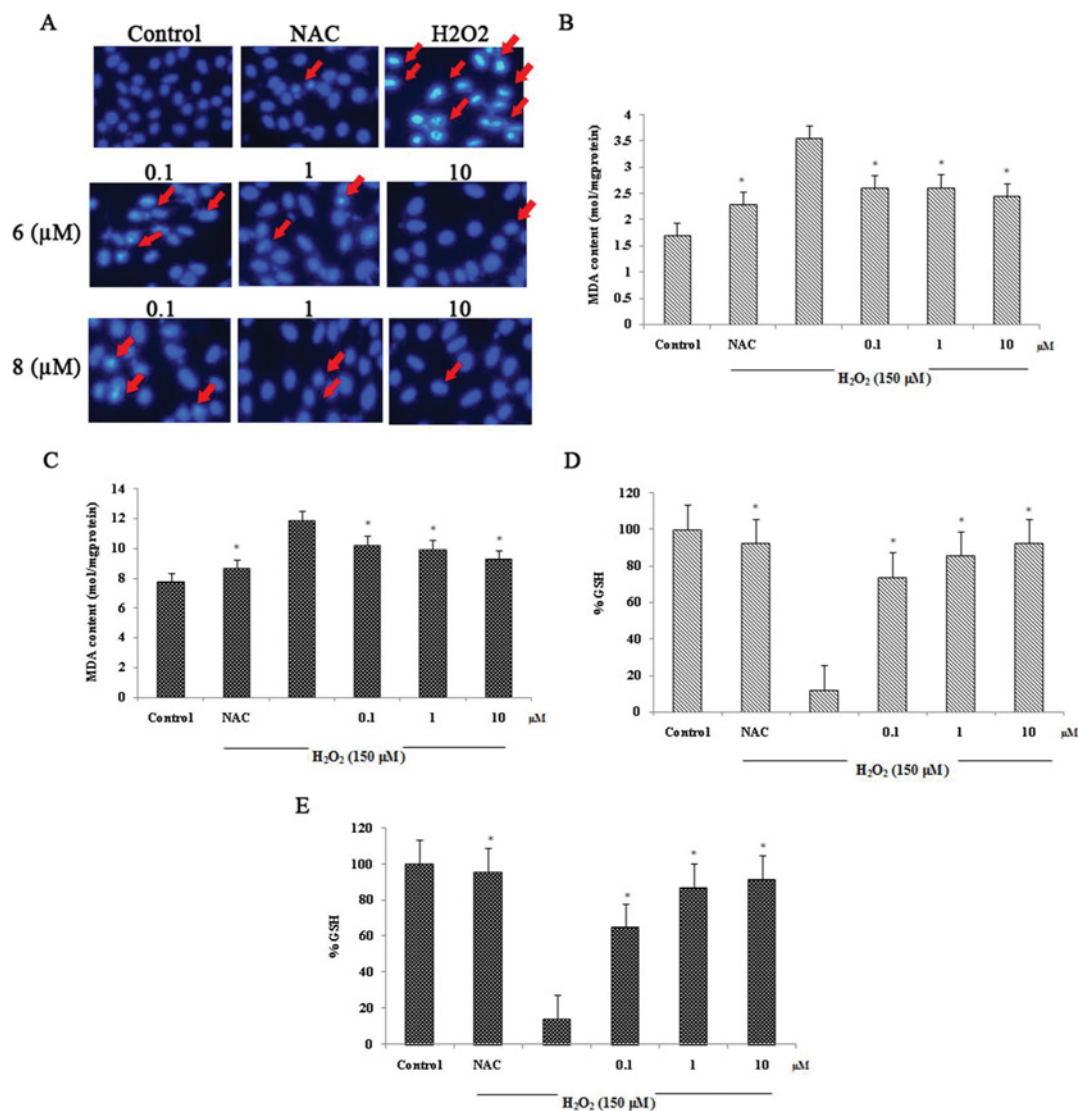 A
Control NAC H2O2
0.1 1 10
6 (μM)
0.1 1 10
8 (μM)
B
MDA content (mol/mgprotein)
4
3.5
3
2.5
2
1.5
1
0.5
0
* * * *
Control NAC 0.1 1 10 μM
H₂O₂ (150 μM)
C
MDA content (mol/mgprotein)
14
12
10
8
6
4
2
0
* * * *
Control NAC 0.1 1 10 μM
H₂O₂ (150 μM)
D
%GSH
120
100
80
60
40
20
0
* * * *
Control NAC 0.1 1 10 μM
H₂O₂ (150 μM)
E
%GSH
120
100
80
60
40
20
0
* * * *
Control NAC 0.1 1 10 μM
H₂O₂ (150 μM)